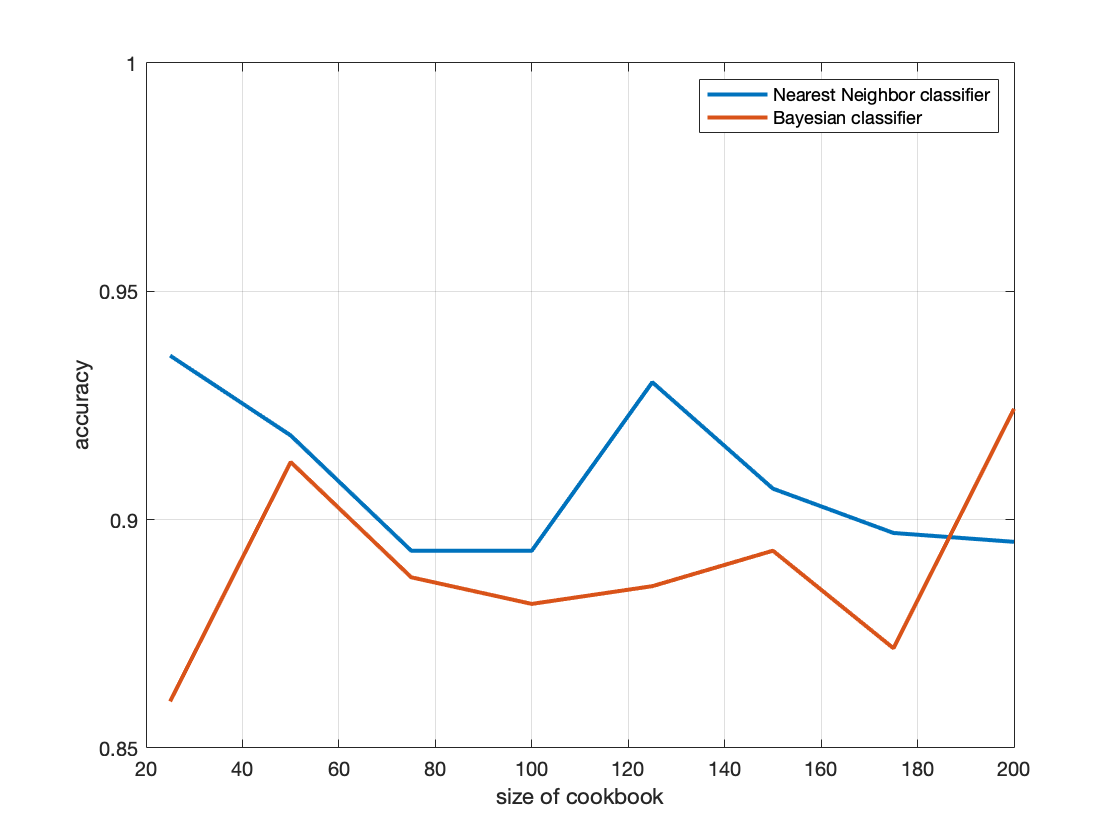 1
0.95
0.9
0.85
accuracy
Nearest Neighbor classifier
Bayesian classifier
20 40 60 80 100 120 140 160 180 200
size of cookbook